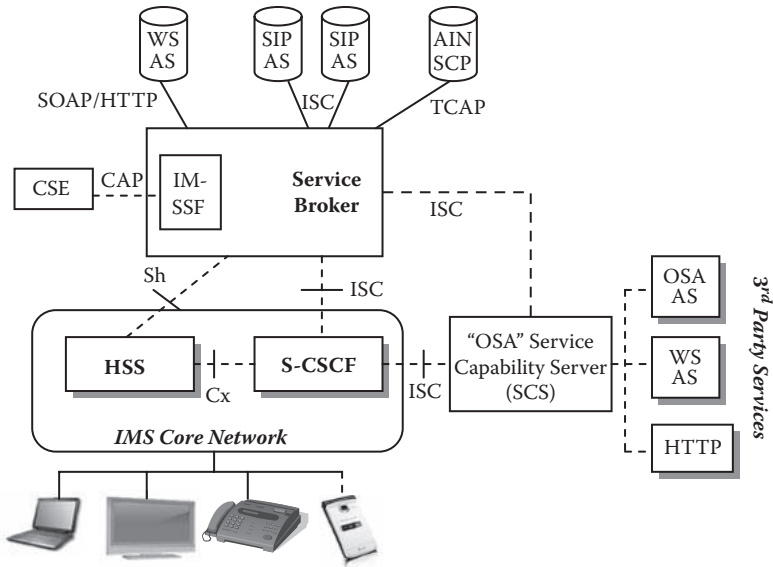 WS
AS
SIP
AS
SIP
AS
AIN
SCP
SOAP/HTTP
ISC
TCAP
CSE
CAP
IM-
SSF
Service
Broker
ISC
Sh
ISC
HSS
Cx
S-CSCF
ISC
IMS Core Network
“OSA” Service
Capability Server
(SCS)
OSA
AS
WS
AS
HTTP
3rd Party Services